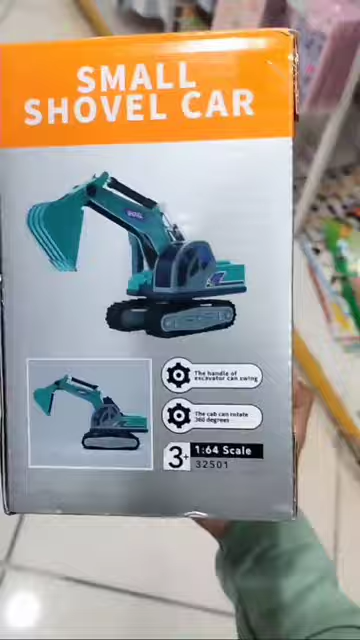 SMALL
SHOVEL CAR
The handle of
excavator can swing
The cab can rotate
360 degrees
3+
1:64 Scale
32501